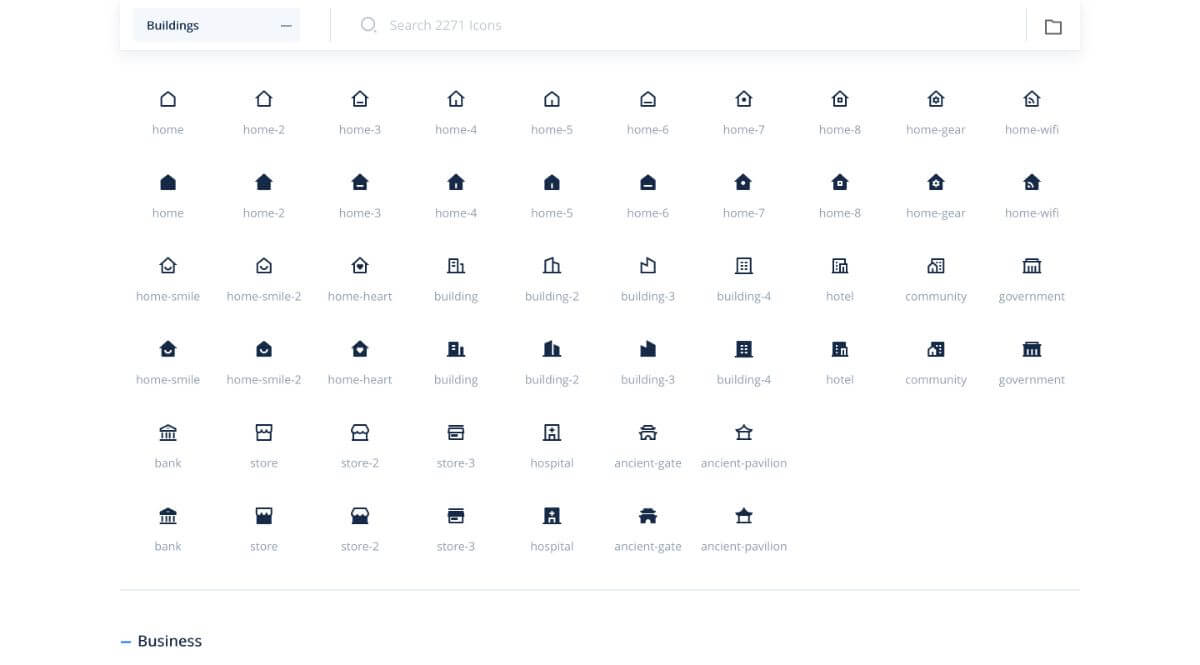 Buildings
Search 2271 Icons
home home-2 home-3 home-4 home-5 home-6 home-7 home-8 home-gear home-wifi
home home-2 home-3 home-4 home-5 home-6 home-7 home-8 home-gear home-wifi
home-smile home-smile-2 home-heart building building-2 building-3 building-4 hotel community government
home-smile home-smile-2 home-heart building building-2 building-3 building-4 hotel community government
bank store store-2 store-3 hospital ancient-gate ancient-pavilion
bank store store-2 store-3 hospital ancient-gate ancient-pavilion
Business